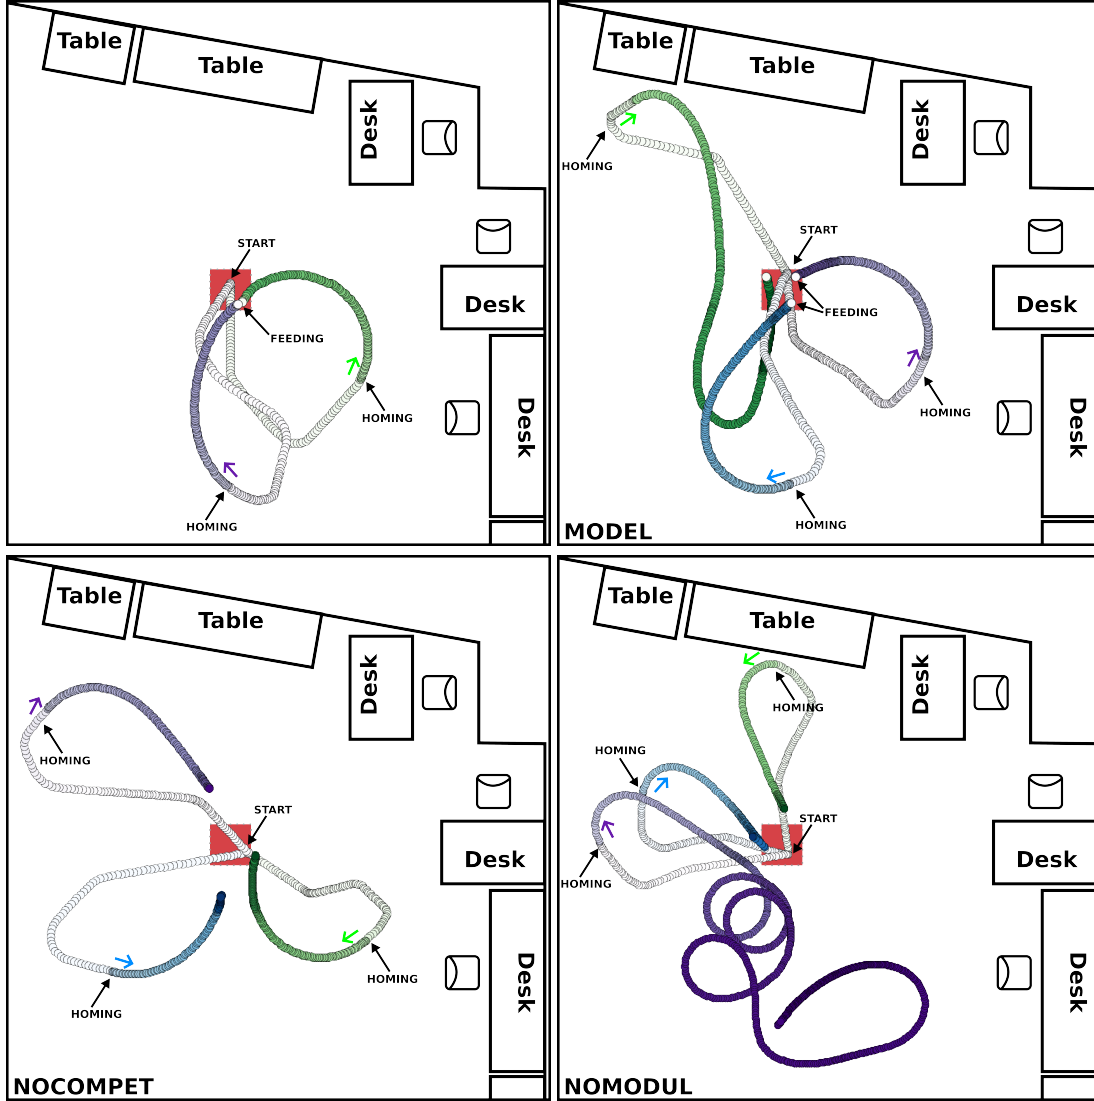 Table
Table
Desk
START
Desk
FEEDING
HOMING
Desk
HOMING
Table
Table
Desk
HOMING
START
Desk
FEEDING
HOMING
Desk
HOMING
MODEL
Table
Table
Desk
HOMING
START
Desk
HOMING
Desk
HOMING
NOCOMPET
Table
Table
Desk
HOMING
HOMING
START
Desk
HOMING
Desk
NOMODUL